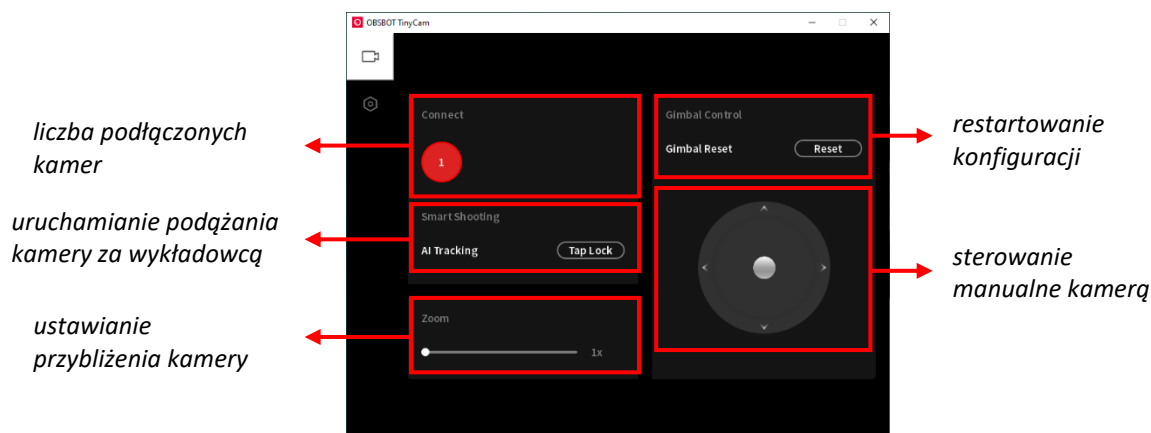 OBSBOT TinyCam
liczba podłączonych
kamer
uruchamianie podążania
kamery za wykładowcą
ustawianie
przybliżenia kamery
Connect
1
Smart Shooting
AI Tracking
Tap Lock
Zoom
1x
Gimbal Control
Gimbal Reset
Reset
restartowanie
konfiguracji
sterowanie
manualne kamerą